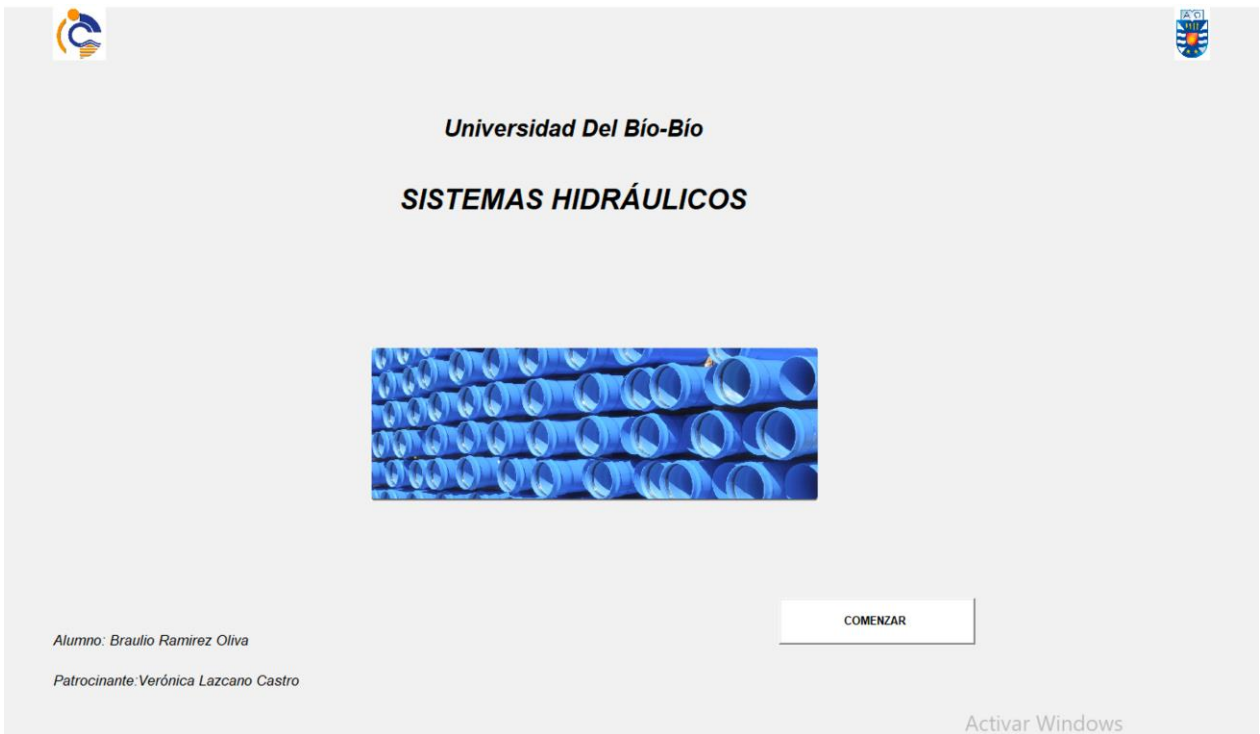 Universidad Del Bío-Bío
SISTEMAS HIDRÁULICOS
COMENZAR
Alumno: Braulio Ramirez Oliva
Patrocinante:Verónica Lazcano Castro
Activar Windows